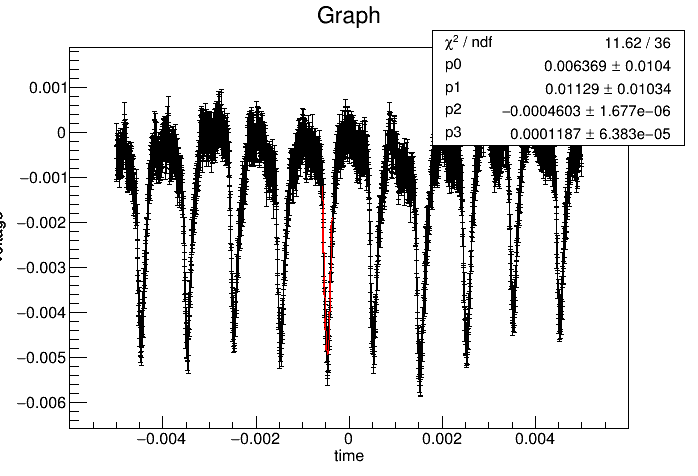 Graph
χ² / ndf 11.62 / 36
p0 0.006369 ± 0.0104
p1 0.01129 ± 0.01034
p2 −0.0004603 ± 1.677e−06
p3 0.0001187 ± 6.383e−05
0.001
0
−0.001
−0.002
−0.003
−0.004
−0.005
−0.006
−0.004 −0.002 0 0.002 0.004
time